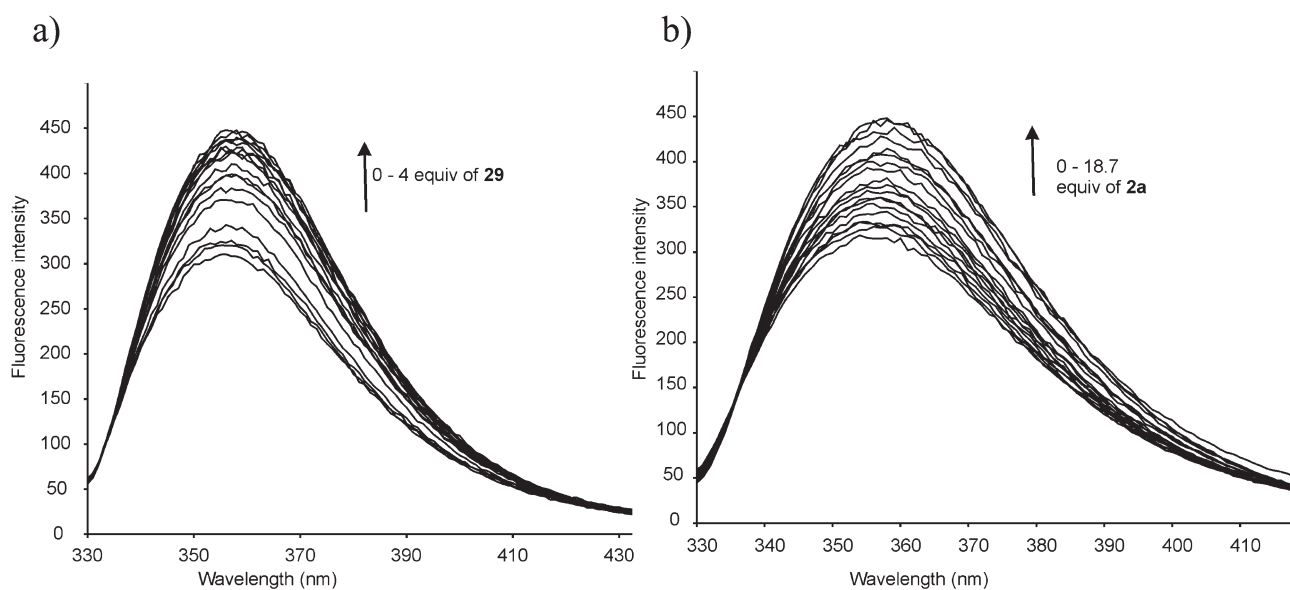 a)
450
400
350
300
250
200
150
100
50
0
Fluorescence intensity
0 - 4 equiv of 29
330 350 370 390 410 430
Wavelength (nm)
b)
450
400
350
300
250
200
150
100
50
0
Fluorescence intensity
0 - 18.7
equiv of 2a
330 340 350 360 370 380 390 400 410
Wavelength (nm)